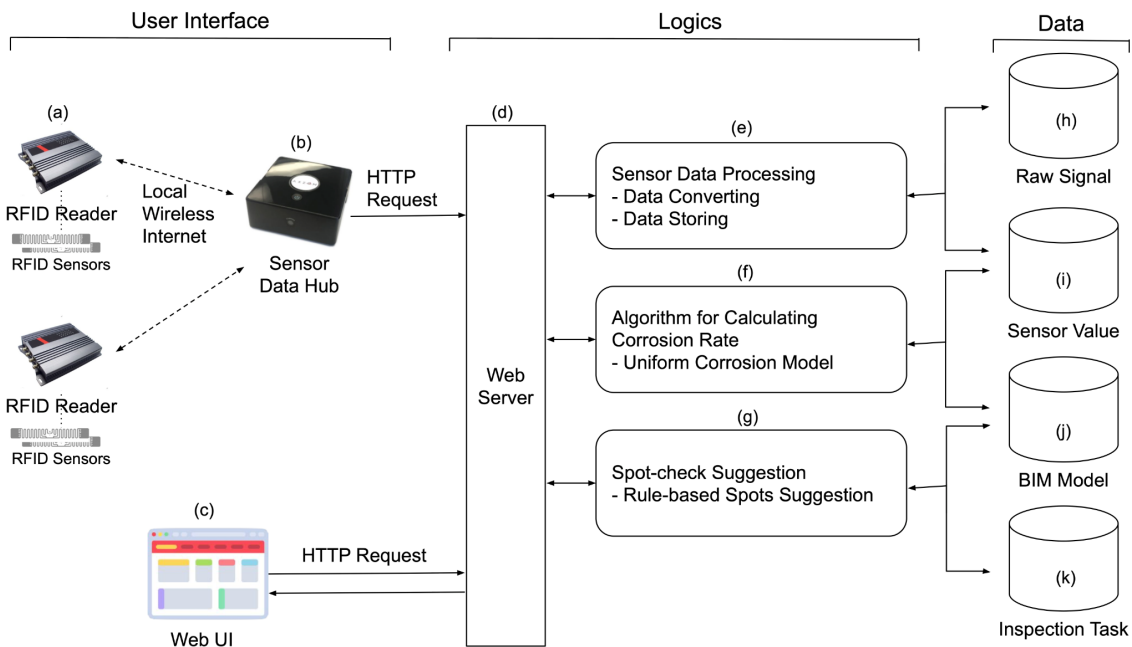 User Interface
Logics
Data
(a)
RFID Reader
RFID Sensors
Local
Wireless
Internet
(b)
Sensor
Data Hub
HTTP
Request
RFID Reader
RFID Sensors
(c)
Web UI
HTTP Request
(d)
Web
Server
(e)
Sensor Data Processing
- Data Converting
- Data Storing
(f)
Algorithm for Calculating
Corrosion Rate
- Uniform Corrosion Model
(g)
Spot-check Suggestion
- Rule-based Spots Suggestion
(h)
Raw Signal
(i)
Sensor Value
(j)
BIM Model
(k)
Inspection Task